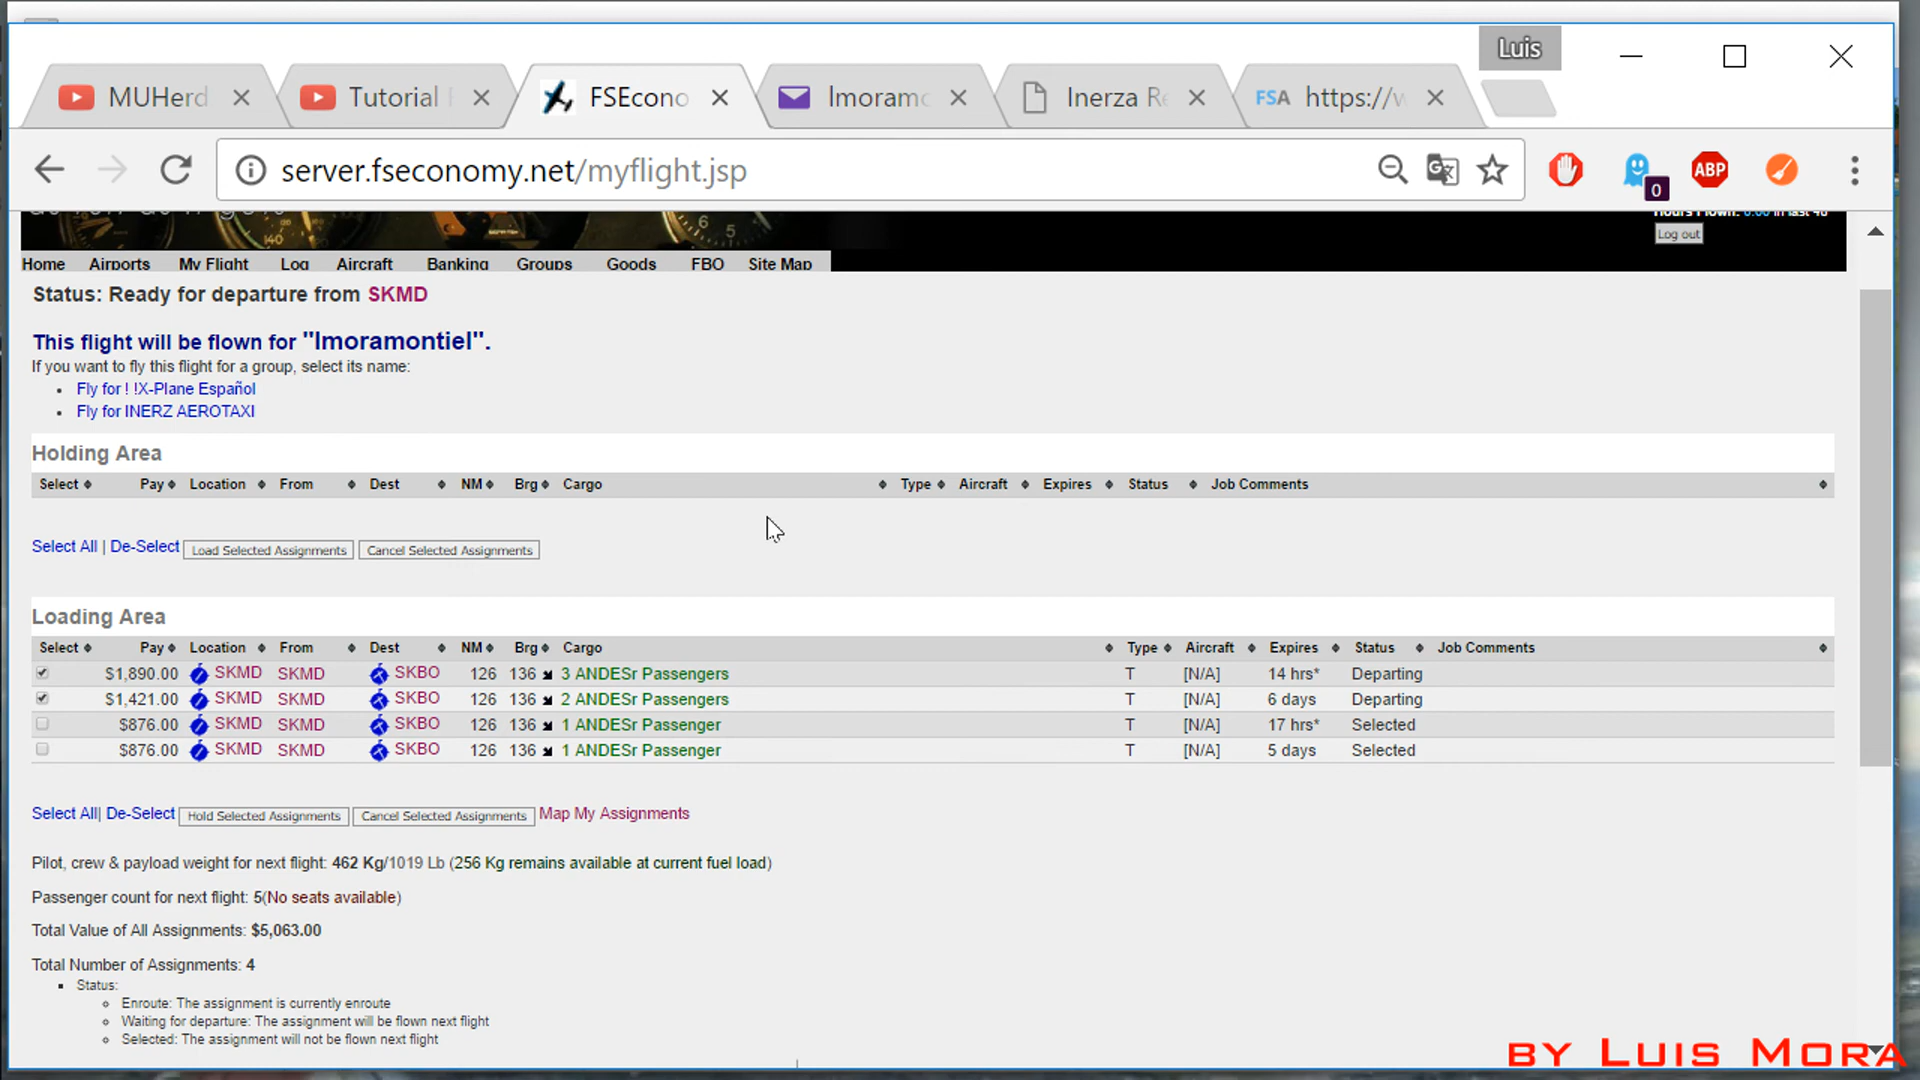 Luis
MUHerd
Tutorial
FSEcono
lmoramo
Inerza Re
FSA https://w
server.fseconomy.net/myflight.jsp
0
ABP
140
6
5
Log out
Home Airports My Flight Log Aircraft Banking Groups Goods FBO Site Map
Status: Ready for departure from SKMD
This flight will be flown for "lmoramontiel".
If you want to fly this flight for a group, select its name:
Fly for ! !X-Plane Español
Fly for INERZ AEROTAXI
Holding Area
Select Pay Location From Dest NM Brg Cargo Type Aircraft Expires Status Job Comments
Select All | De-Select Load Selected Assignments Cancel Selected Assignments
Loading Area
Select Pay Location From Dest NM Brg Cargo Type Aircraft Expires Status Job Comments
$1,890.00 SKMD SKMD SKBO 126 136 3 ANDESr Passengers T [N/A] 14 hrs* Departing
$1,421.00 SKMD SKMD SKBO 126 136 2 ANDESr Passengers T [N/A] 6 days Departing
$876.00 SKMD SKMD SKBO 126 136 1 ANDESr Passenger T [N/A] 17 hrs* Selected
$876.00 SKMD SKMD SKBO 126 136 1 ANDESr Passenger T [N/A] 5 days Selected
Select All| De-Select Hold Selected Assignments Cancel Selected Assignments Map My Assignments
Pilot, crew & payload weight for next flight: 462 Kg/1019 Lb (256 Kg remains available at current fuel load)
Passenger count for next flight: 5(No seats available)
Total Value of All Assignments: $5,063.00
Total Number of Assignments: 4
Status:
Enroute: The assignment is currently enroute
Waiting for departure: The assignment will be flown next flight
Selected: The assignment will not be flown next flight
BY LUIS MORA